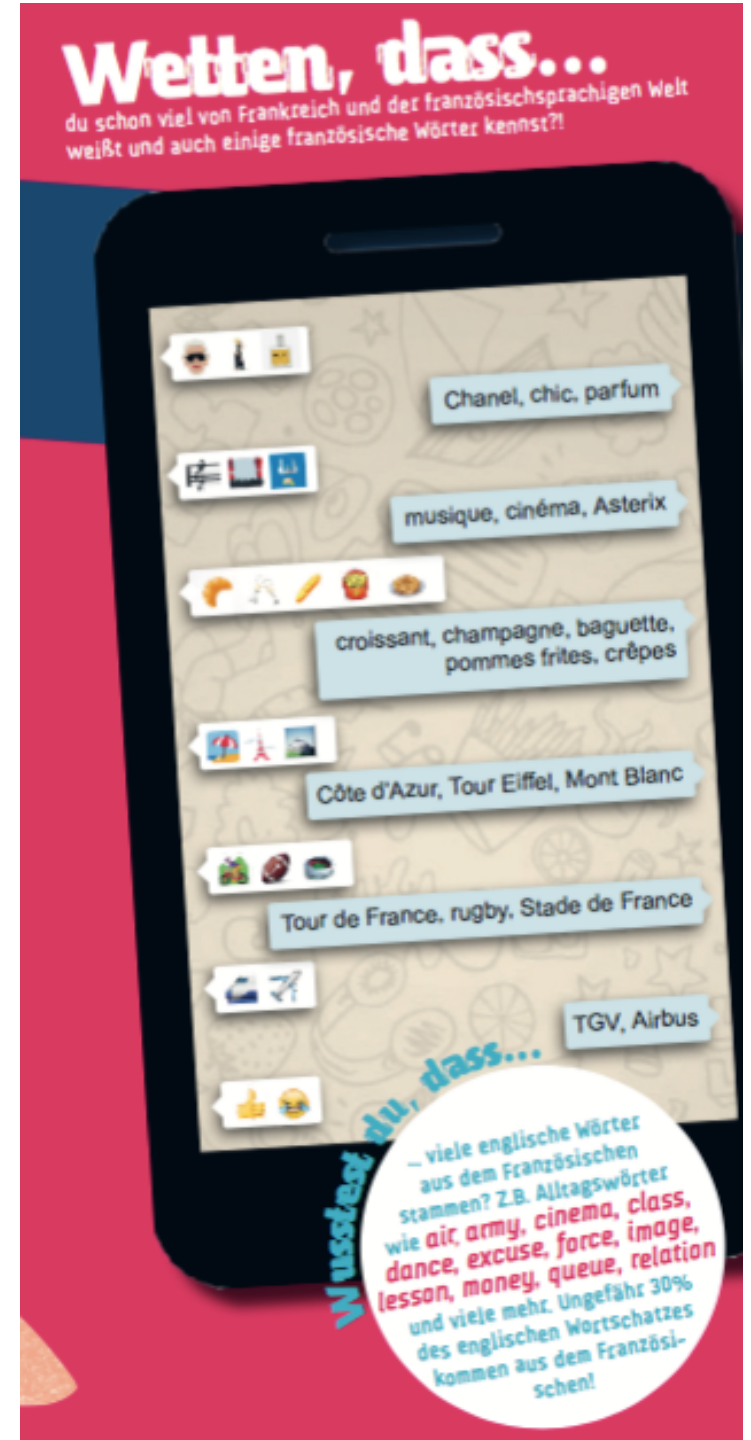 Wetten, dass...
du schon viel von Frankreich und der französischsprachigen Welt
weißt und auch einige französische Wörter kennst?!
Chanel, chic, parfum
musique, cinéma, Asterix
croissant, champagne, baguette,
pommes frites, crêpes
Côte d'Azur, Tour Eiffel, Mont Blanc
Tour de France, rugby, Stade de France
TGV, Airbus
Wusstest du, dass...
... viele englische Wörter
aus dem Französischen
stammen? Z.B. Alltagswörter
wie air, army, cinema, class,
dance, excuse, force, image,
lesson, money, queue, relation
und viele mehr. Ungefähr 30%
des englischen Wortschatzes
kommen aus dem Französi-
schen!